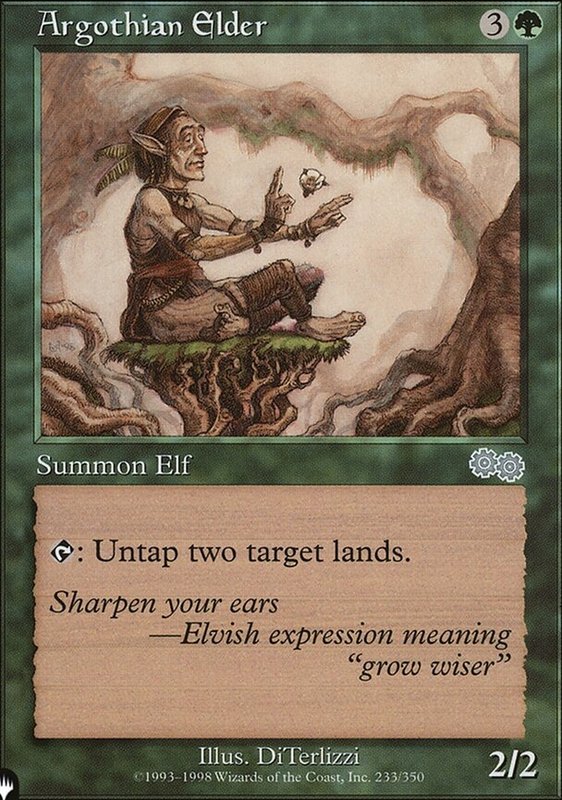 Argothian Elder 3
Summon Elf
: Untap two target lands.
Sharpen your ears
—Elvish expression meaning
“grow wiser”
Illus. DiTerlizzi
©1993–1998 Wizards of the Coast, Inc. 233/350
2/2